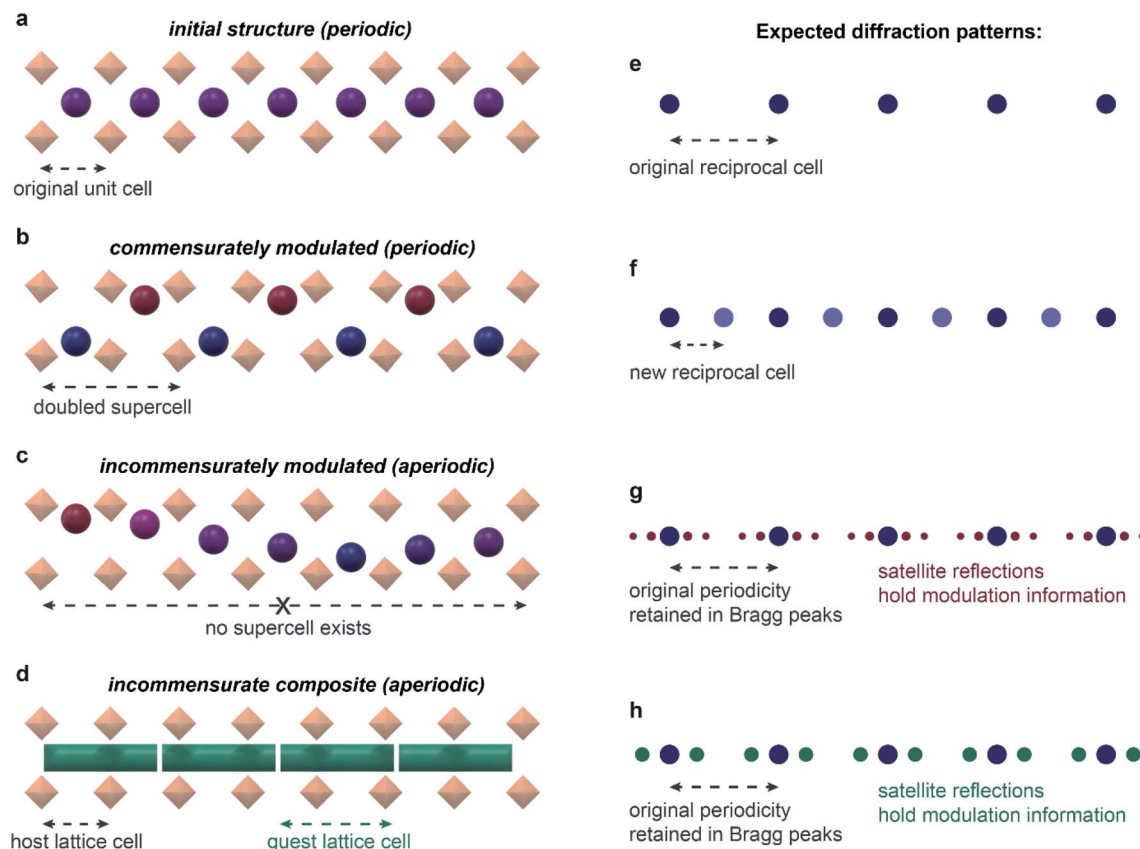 a
initial structure (periodic)
original unit cell
b
commensurately modulated (periodic)
doubled supercell
c
incommensurately modulated (aperiodic)
X
no supercell exists
d
incommensurate composite (aperiodic)
host lattice cell
guest lattice cell
Expected diffraction patterns:
e
original reciprocal cell
f
new reciprocal cell
g
original periodicity
retained in Bragg peaks
satellite reflections
hold modulation information
h
original periodicity
retained in Bragg peaks
satellite reflections
hold modulation information